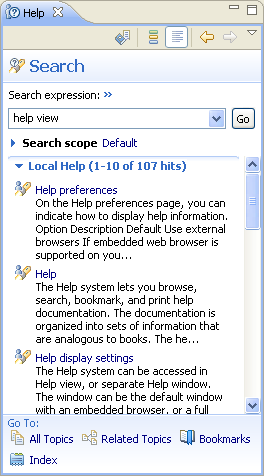 Help
Search
Search expression: »
help view
Go
Search scope Default
Local Help (1-10 of 107 hits)
Help preferences
On the Help preferences page, you can
indicate how to display help information.
Option Description Default Use external
browsers If embedded web browser is
supported on you...
Help
The Help system lets you browse,
search, bookmark, and print help
documentation. The documentation is
organized into sets of information that
are analogous to books. The he...
Help display settings
The Help system can be accessed in
Help view, or separate Help window.
The window can be the default window
with an embedded browser, or a full
Go To:
All Topics Related Topics Bookmarks
Index